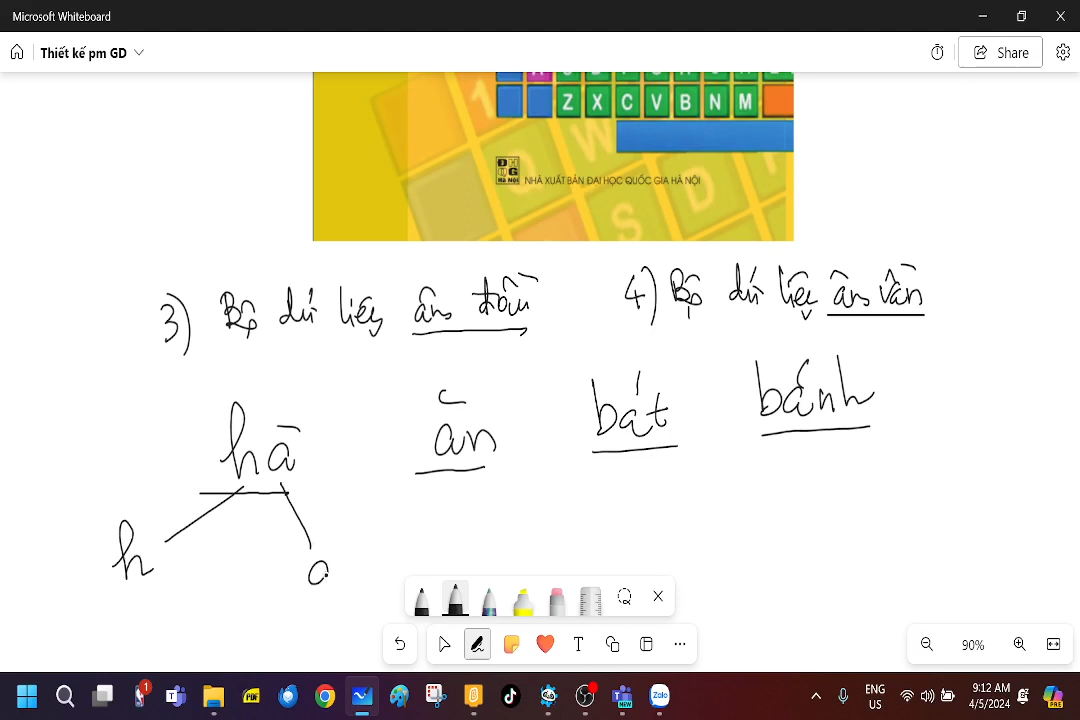 Microsoft Whiteboard
Thiết kế pm GD
Share
Z X C V B N M
NHÀ XUẤT BẢN ĐẠI HỌC QUỐC GIA HÀ NỘI
3) Bộ dữ liệu âm đầu
4) Bộ dữ liệu âm vần
hà
ăn
bát
bánh
h
a
90%
ENG
US
9:12 AM
4/5/2024